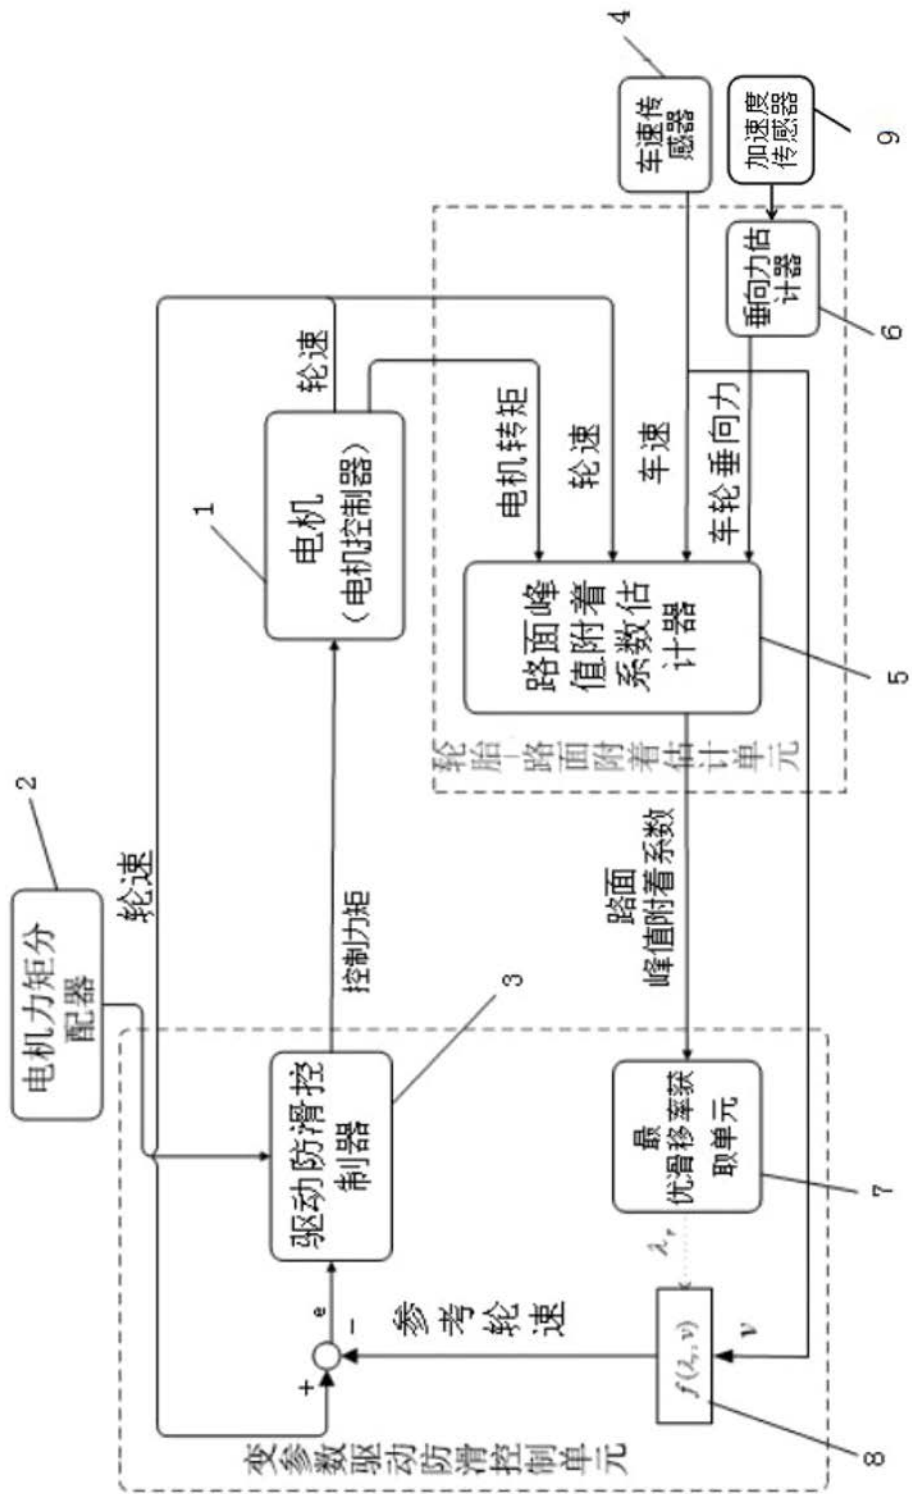 电机力矩分
配器
2
轮速
1
电机
（电机控制器）
轮速
4
车速传
感器
加速度
传感器
9
垂向力估
计器
6
电机转矩
轮速
车速
车轮垂向力
路面峰
值附着
系数估
计器
5
轮胎-路面附着估计单元
控制力矩
路面
峰值附着系数
驱动防滑控
制器
3
最
优滑移率获
取单元
7
λr
e
+
−
参考轮速
f(λr, v)
v
8
变参数驱动防滑控制单元